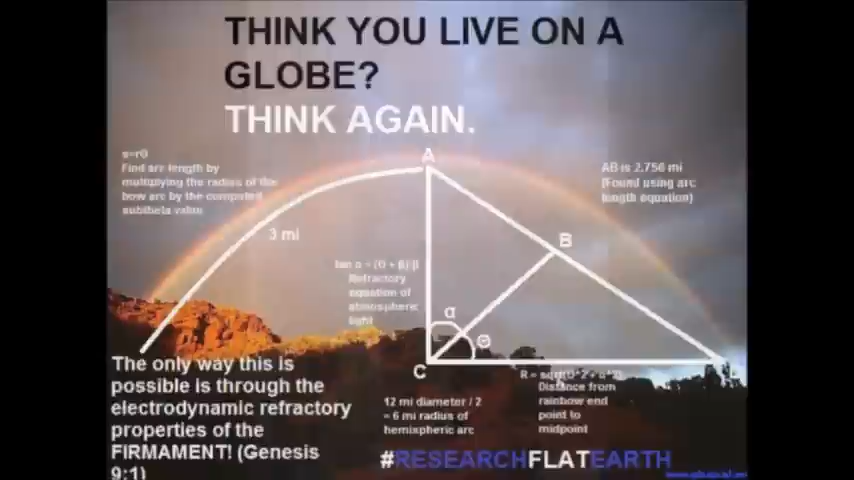 THINK YOU LIVE ON A
GLOBE?
THINK AGAIN.
A
s=rΘ
Find arc length by
multiplying the radius of the
bow arc by the computed
subtheta value
AB is 2,756 mi
(Found using arc
length equation)
3 mi
B
Refractory
equation of
atmospheric
light
α
Θ
C
The only way this is
possible is through the
electrodynamic refractory
properties of the
FIRMAMENT! (Genesis
9:1)
Distance from
rainbow end
point to
midpoint
12 mi diameter / 2
= 6 mi radius of
hemispheric arc
#RESEARCHFLATEARTH